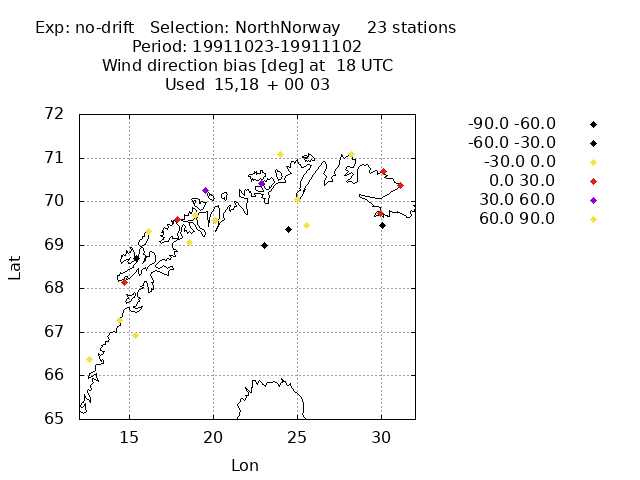 Exp: no-drift   Selection: NorthNorway     23 stations
Period: 19911023-19911102
Wind direction bias [deg] at  18 UTC
Used  15,18 + 00 03
72
71
70
69
68
67
66
65
15 20 25 30
Lat
Lon
-90.0 -60.0
-60.0 -30.0
-30.0 0.0
0.0 30.0
30.0 60.0
60.0 90.0